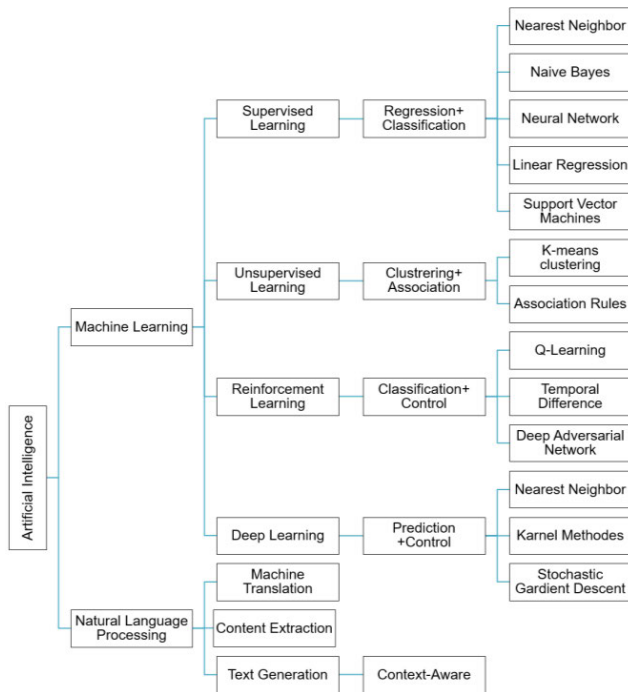 Nearest Neighbor
Naive Bayes
Supervised
Learning
Regression+
Classification
Neural Network
Linear Regression
Support Vector
Machines
K-means
clustering
Unsupervised
Learning
Clustrering+
Association
Association Rules
Machine Learning
Q-Learning
Reinforcement
Learning
Classification+
Control
Temporal
Difference
Deep Adversarial
Network
Artificial Intelligence
Nearest Neighbor
Deep Learning
Prediction
+Control
Karnel Methodes
Stochastic
Gardient Descent
Machine
Translation
Natural Language
Processing
Content Extraction
Text Generation
Context-Aware